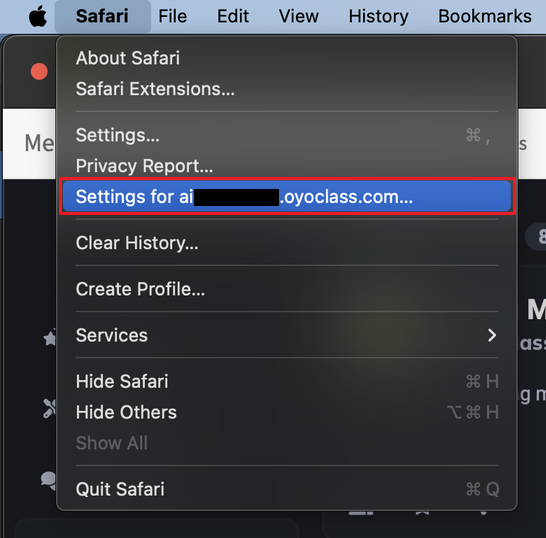 Safari File Edit View History Bookmarks
About Safari
Safari Extensions...
Me
Settings... ⌘ ,
s
Privacy Report...
Settings for ai .oyoclass.com...
Clear History...
8
Create Profile...
M
Services
ass
Hide Safari ⌘ H
g m
Hide Others ⌥ ⌘ H
Show All
Quit Safari ⌘ Q